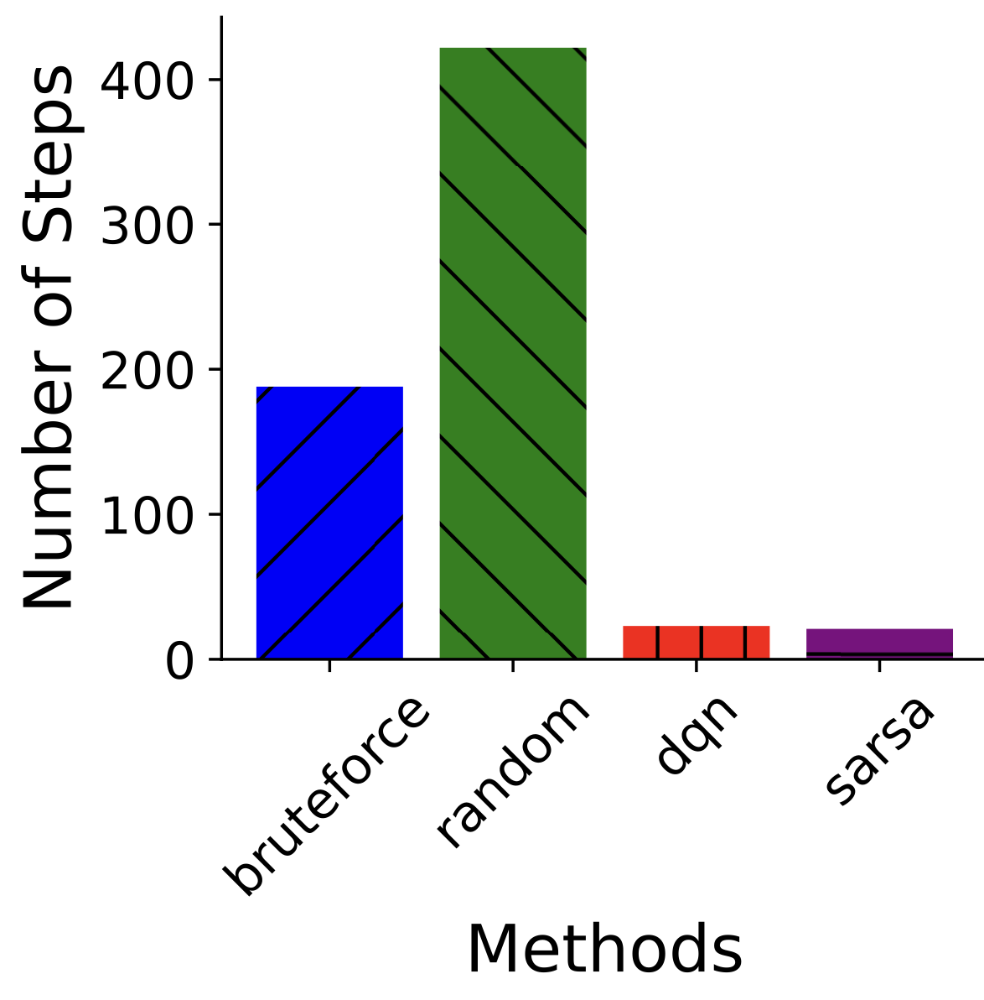 Number of Steps
400
300
200
100
0
bruteforce
random
dqn
sarsa
Methods